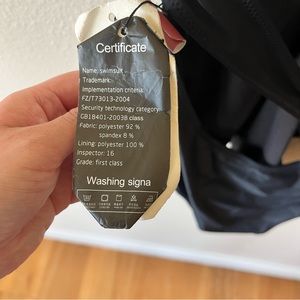 Certificate
Name: swimsuit
Trademark:
Implementation criteria:
FZ/T73013-2004
Security technology category:
GB18401-2003B class
Fabric: polyester 92 %
spandex 8 %
Lining: polyester 100 %
Inspector: 16
Grade: first class
Washing signa